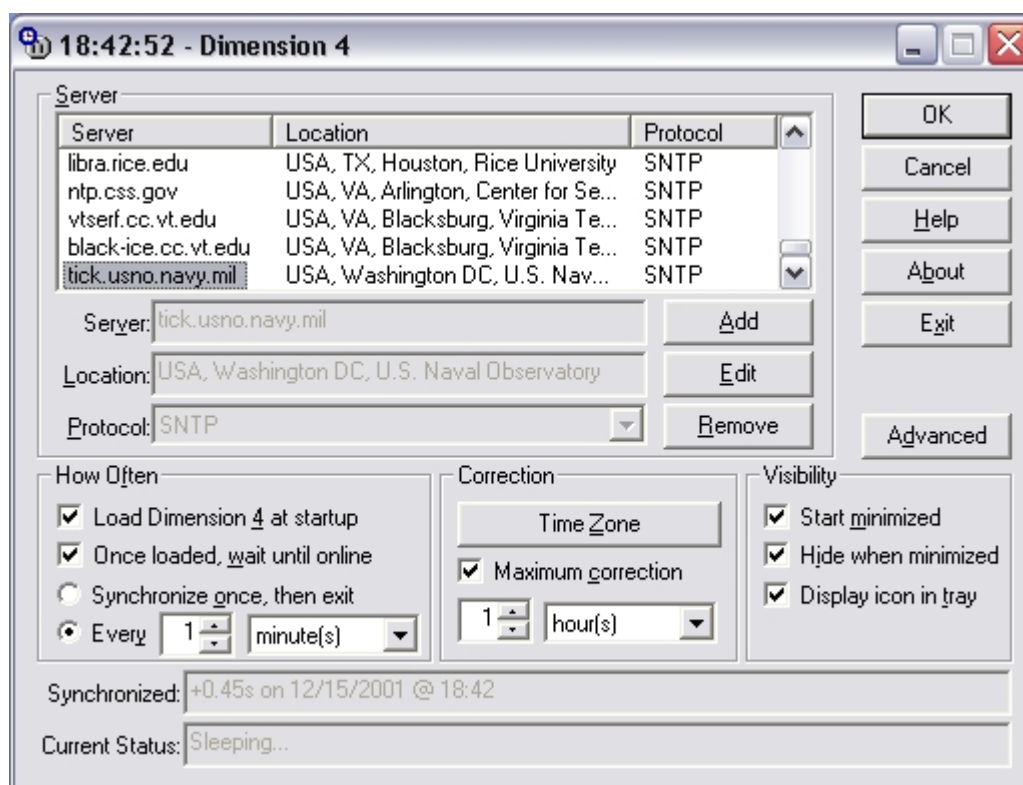 18:42:52 - Dimension 4
Server
Server Location Protocol
libra.rice.edu USA, TX, Houston, Rice University SNTP
ntp.css.gov USA, VA, Arlington, Center for Se... SNTP
vtserf.cc.vt.edu USA, VA, Blacksburg, Virginia Te... SNTP
black-ice.cc.vt.edu USA, VA, Blacksburg, Virginia Te... SNTP
tick.usno.navy.mil USA, Washington DC, U.S. Nav... SNTP
Server: tick.usno.navy.mil Add
Location: USA, Washington DC, U.S. Naval Observatory Edit
Protocol: SNTP Remove
OK
Cancel
Help
About
Exit
Advanced
How Often
Load Dimension 4 at startup
Once loaded, wait until online
Synchronize once, then exit
Every 1 minute(s)
Correction
Time Zone
Maximum correction
1 hour(s)
Visibility
Start minimized
Hide when minimized
Display icon in tray
Synchronized: +0.45s on 12/15/2001 @ 18:42
Current Status: Sleeping...